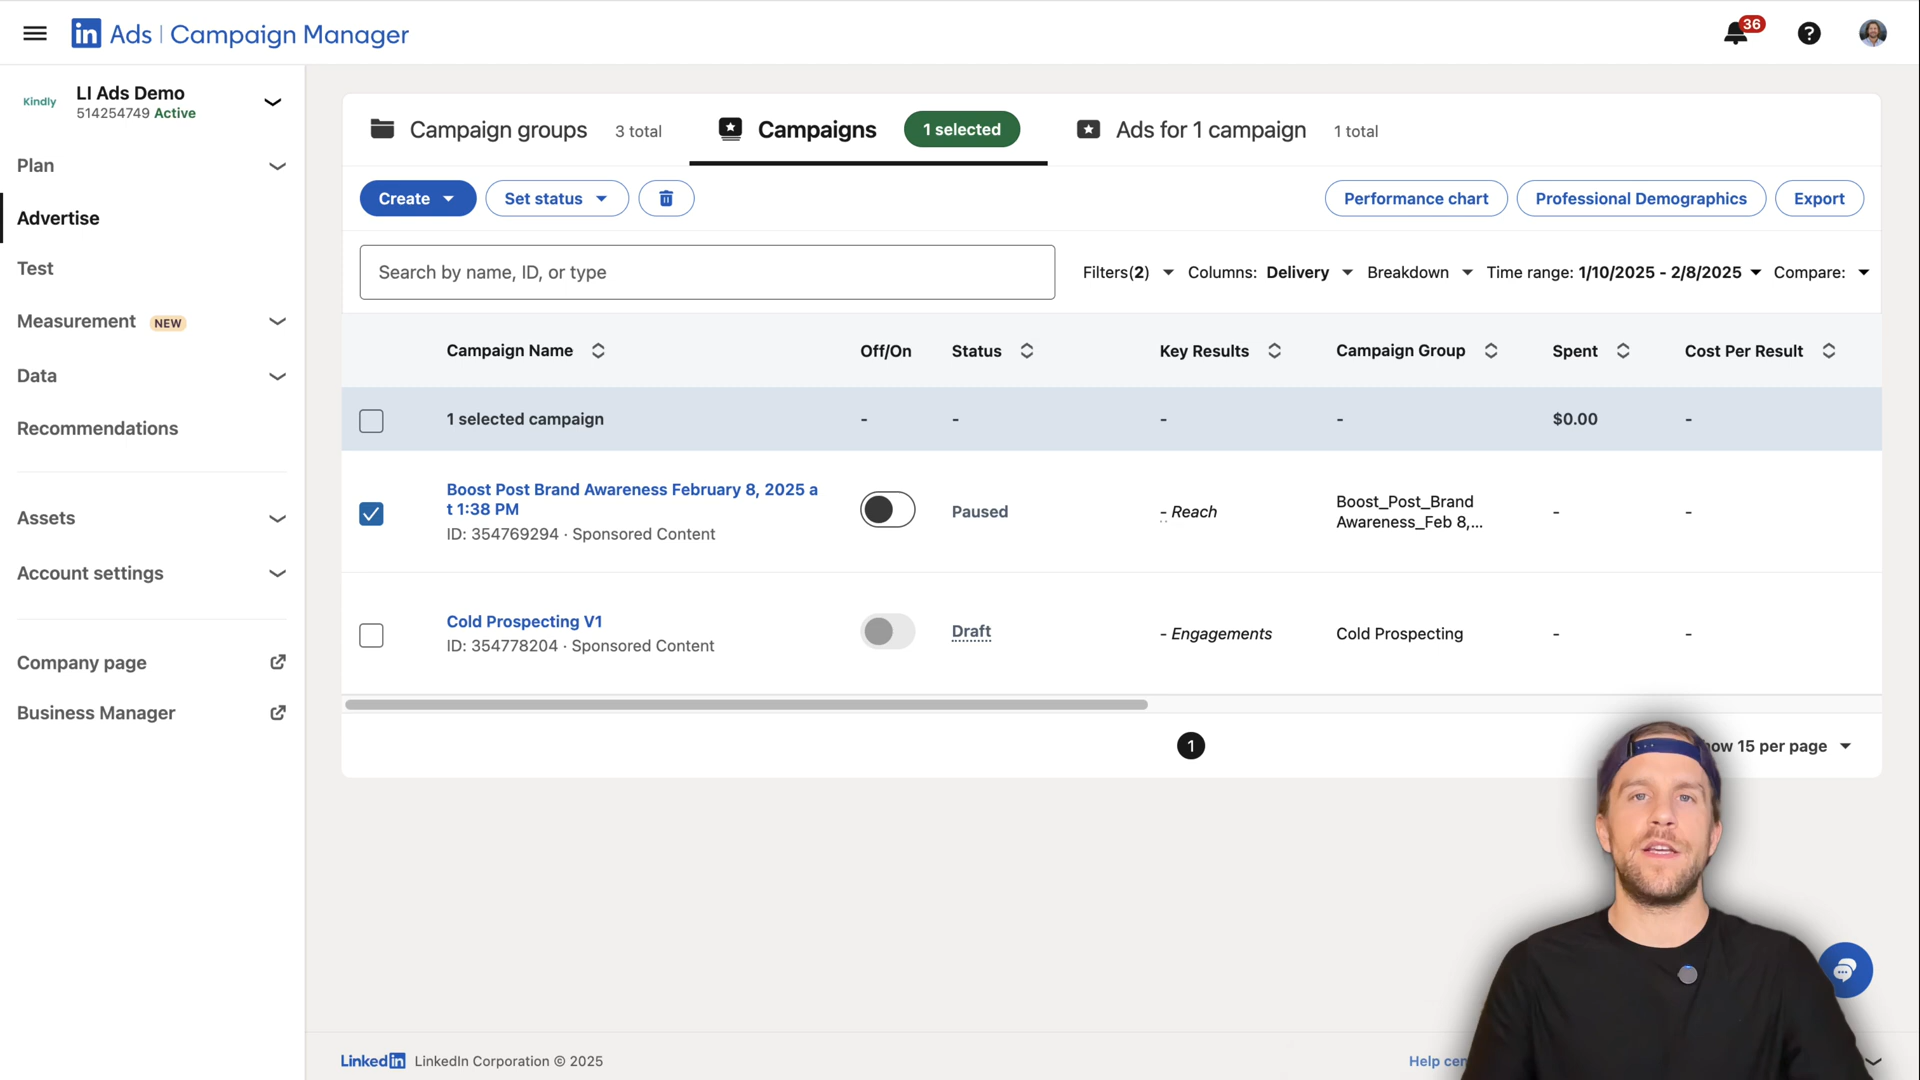 in Ads | Campaign Manager
36
?
Kindly
LI Ads Demo
514254749 Active
Plan
Advertise
Test
Measurement NEW
Data
Recommendations
Assets
Account settings
Company page
Business Manager
Campaign groups 3 total
Campaigns 1 selected
Ads for 1 campaign 1 total
Create
Set status
Performance chart
Professional Demographics
Export
Search by name, ID, or type
Filters(2)
Columns: Delivery
Breakdown
Time range: 1/10/2025 - 2/8/2025
Compare:
Campaign Name Off/On Status Key Results Campaign Group Spent Cost Per Result
1 selected campaign - - - - $0.00 -
Boost Post Brand Awareness February 8, 2025 a
t 1:38 PM
ID: 354769294 · Sponsored Content
Paused
- Reach
Boost_Post_Brand
Awareness_Feb 8,...
-
-
Cold Prospecting V1
ID: 354778204 · Sponsored Content
Draft
- Engagements
Cold Prospecting
-
-
1
15 per page
LinkedIn LinkedIn Corporation © 2025
Help